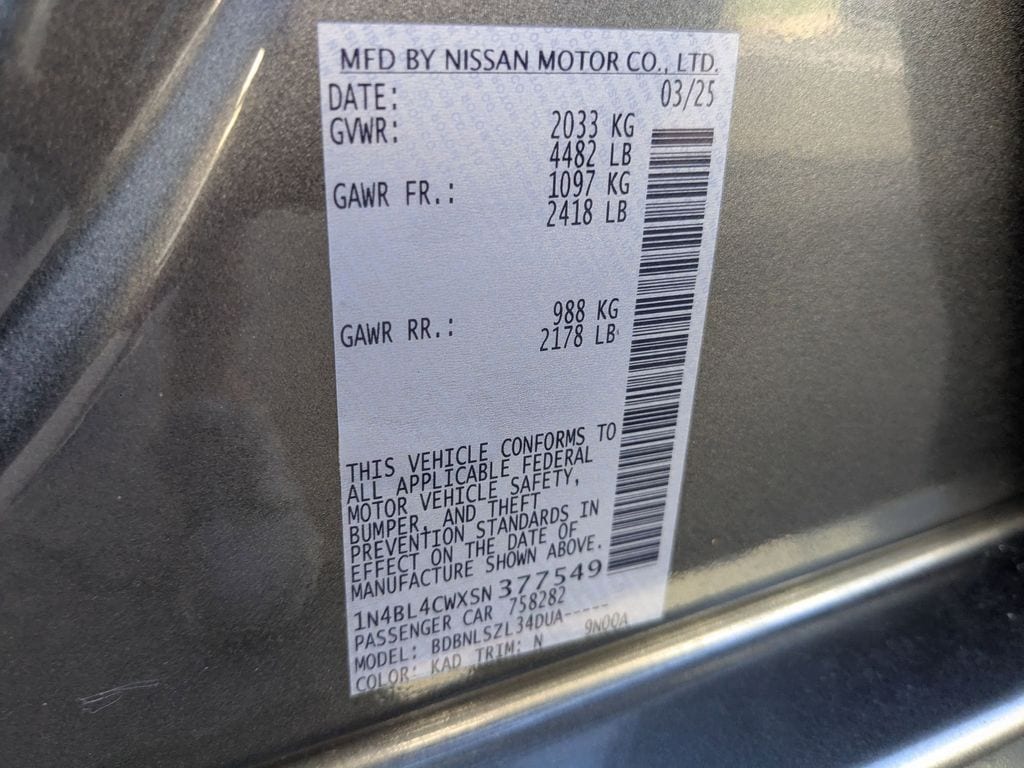 MFD BY NISSAN MOTOR CO., LTD.
DATE: 03/25
GVWR: 2033 KG
4482 LB
GAWR FR.: 1097 KG
2418 LB
GAWR RR.: 988 KG
2178 LB
THIS VEHICLE CONFORMS TO
ALL APPLICABLE FEDERAL
MOTOR VEHICLE SAFETY,
BUMPER, AND THEFT
PREVENTION STANDARDS IN
EFFECT ON THE DATE OF
MANUFACTURE SHOWN ABOVE.
1N4BL4CWXSN377549
PASSENGER CAR 758282
MODEL: BDBNLSZL34DUA-----
COLOR: KAD TRIM: N 9N00A